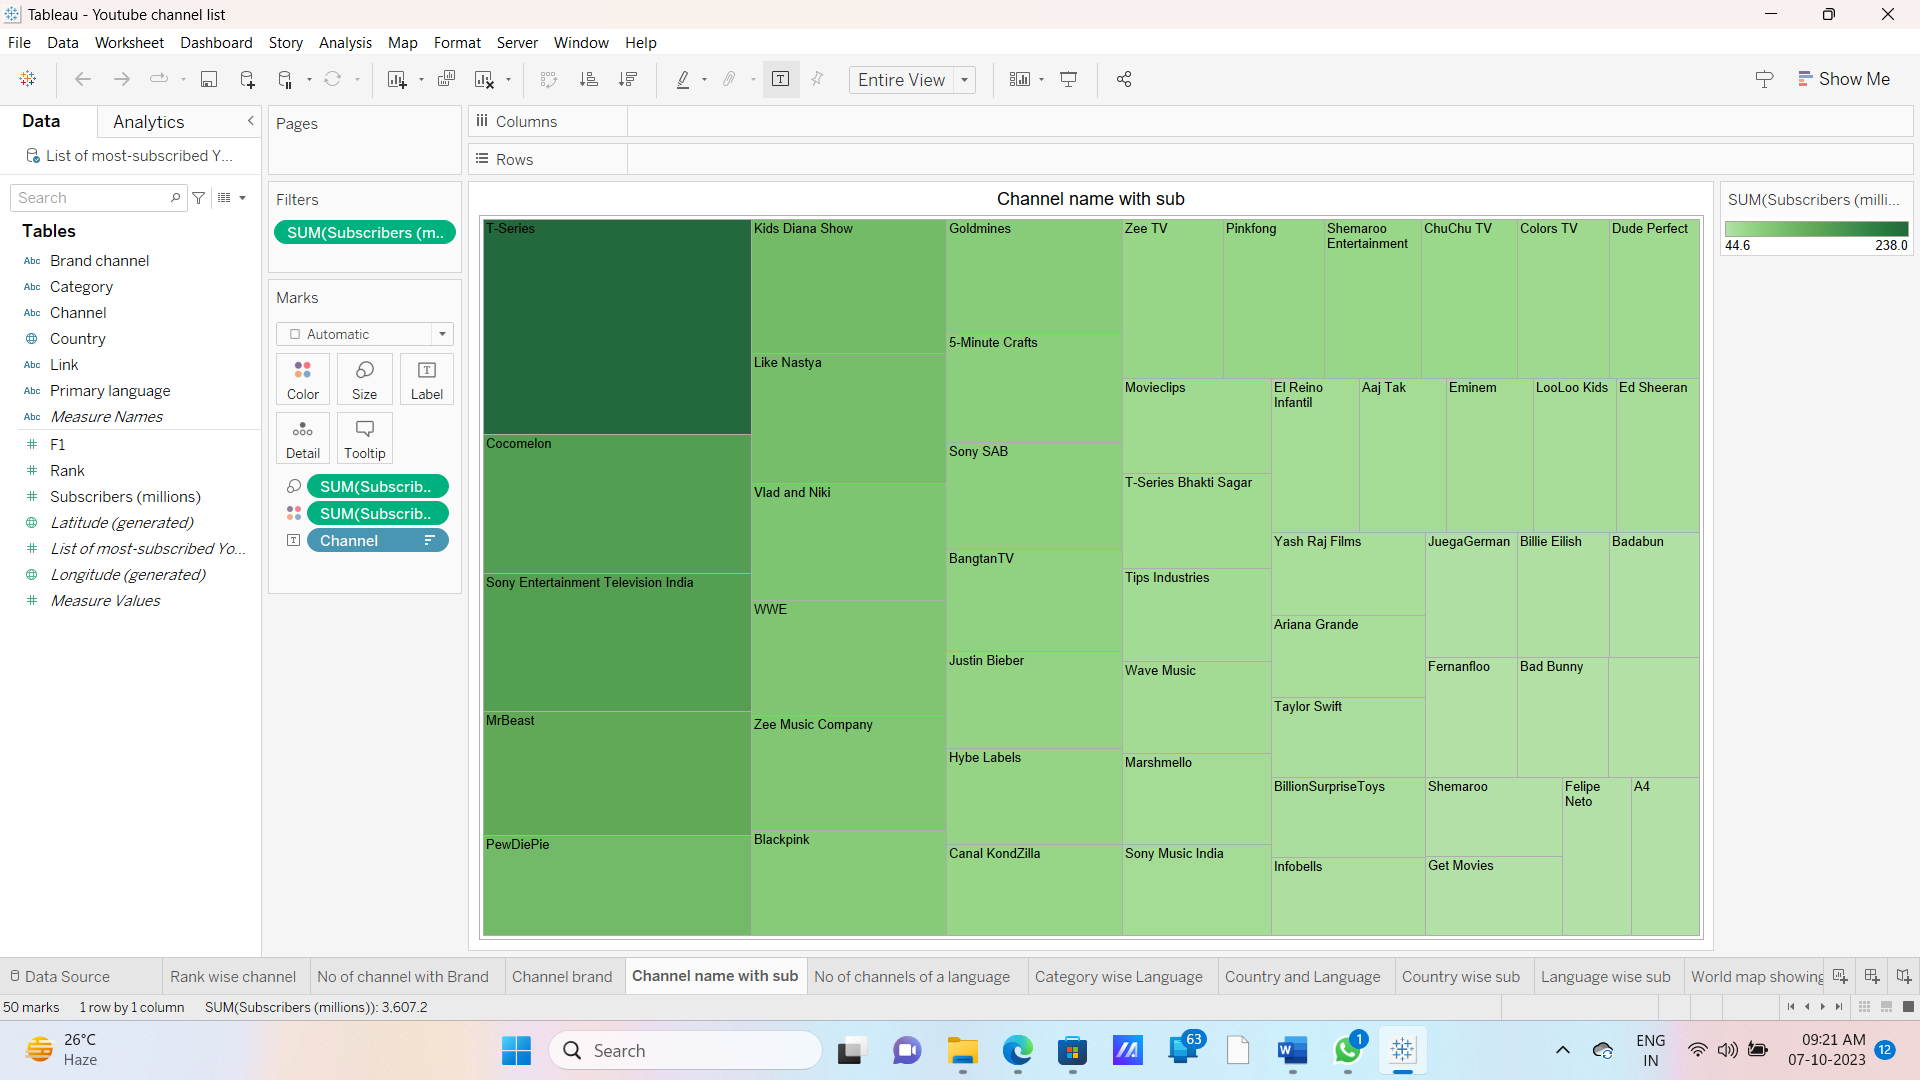 Tableau - Youtube channel list
File Data Worksheet Dashboard Story Analysis Map Format Server Window Help
Entire View
Show Me
Data
Analytics
List of most-subscribed Y...
Search
Tables
Abc Brand channel
Abc Category
Abc Channel
Country
Abc Link
Abc Primary language
Abc Measure Names
# F1
# Rank
# Subscribers (millions)
Latitude (generated)
# List of most-subscribed Yo...
Longitude (generated)
# Measure Values
Pages
Filters
SUM(Subscribers (m..
Marks
Automatic
Color
Size
Label
Detail
Tooltip
SUM(Subscrib..
SUM(Subscrib..
Channel
Columns
Rows
Channel name with sub
T-Series
Cocomelon
Sony Entertainment Television India
MrBeast
PewDiePie
Kids Diana Show
Like Nastya
Vlad and Niki
WWE
Zee Music Company
Blackpink
Goldmines
5-Minute Crafts
Sony SAB
BangtanTV
Justin Bieber
Hybe Labels
Canal KondZilla
Zee TV
Pinkfong
Shemaroo
Entertainment
ChuChu TV
Colors TV
Dude Perfect
Movieclips
T-Series Bhakti Sagar
Tips Industries
Wave Music
Marshmello
Sony Music India
El Reino
Infantil
Aaj Tak
Eminem
LooLoo Kids
Ed Sheeran
Yash Raj Films
Ariana Grande
Taylor Swift
BillionSurpriseToys
Infobells
JuegaGerman
Billie Eilish
Badabun
Fernanfloo
Bad Bunny
Shemaroo
Get Movies
Felipe
Neto
A4
SUM(Subscribers (milli...
44.6 238.0
Data Source
Rank wise channel
No of channel with Brand
Channel brand
Channel name with sub
No of channels of a language
Category wise Language
Country and Language
Country wise sub
Language wise sub
World map showing
50 marks 1 row by 1 column SUM(Subscribers (millions)): 3,607.2
26°C
Haze
Search
63
1
ENG
IN
09:21 AM
07-10-2023
12